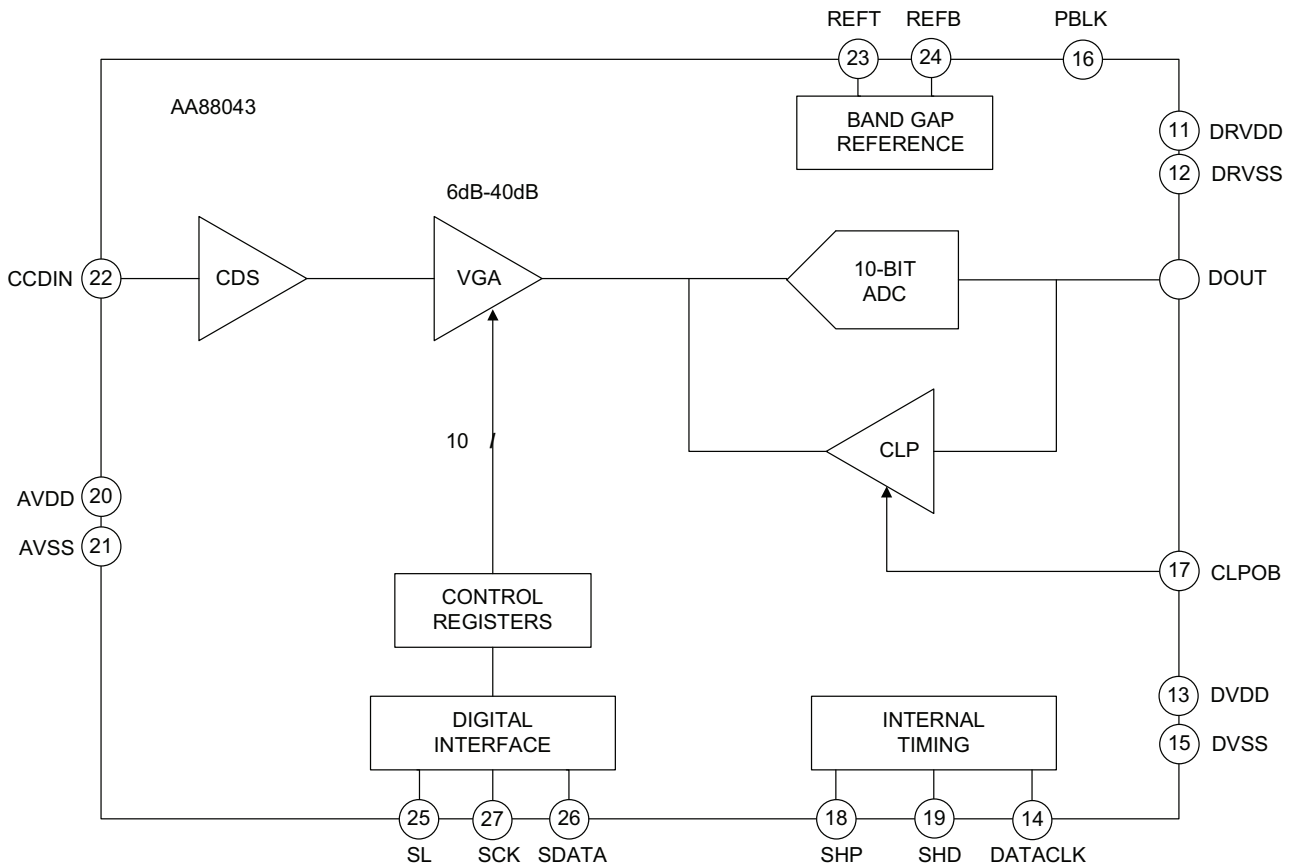 REFT
REFB
PBLK
23
24
16
AA88043
BAND GAP
REFERENCE
11
DRVDD
12
DRVSS
6dB-40dB
CCDIN
22
CDS
VGA
10-BIT
ADC
DOUT
10
CLP
AVDD
20
AVSS
21
17
CLPOB
CONTROL
REGISTERS
DIGITAL
INTERFACE
INTERNAL
TIMING
13
DVDD
15
DVSS
25
27
26
18
19
14
SL
SCK
SDATA
SHP
SHD
DATACLK